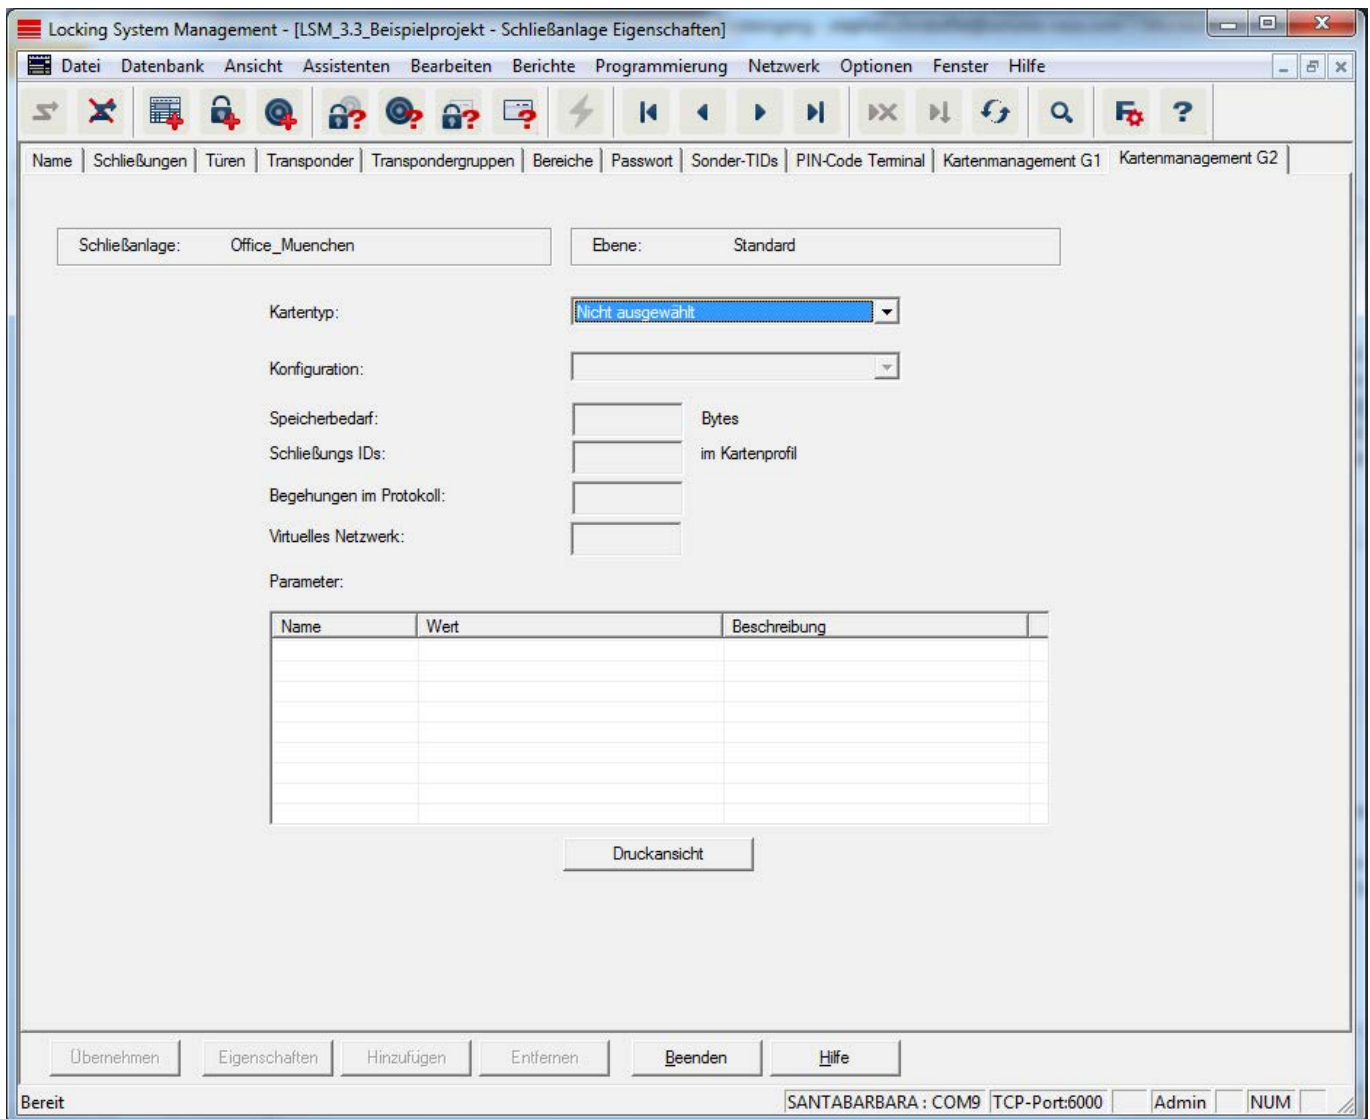 Locking System Management - [LSM_3.3_Beispielprojekt - Schließanlage Eigenschaften]
Datei Datenbank Ansicht Assistenten Bearbeiten Berichte Programmierung Netzwerk Optionen Fenster Hilfe
Name Schließungen Türen Transponder Transpondergruppen Bereiche Passwort Sonder-TIDs PIN-Code Terminal Kartenmanagement G1 Kartenmanagement G2
Schließanlage: Office_Muenchen Ebene: Standard
Kartentyp: Nicht ausgewählt
Konfiguration:
Speicherbedarf: Bytes
Schließungs IDs: im Kartenprofil
Begehungen im Protokoll:
Virtuelles Netzwerk:
Parameter:
Name Wert Beschreibung
Druckansicht
Übernehmen Eigenschaften Hinzufügen Entfernen Beenden Hilfe
Bereit SANTABARBARA : COM9 TCP-Port:6000 Admin NUM